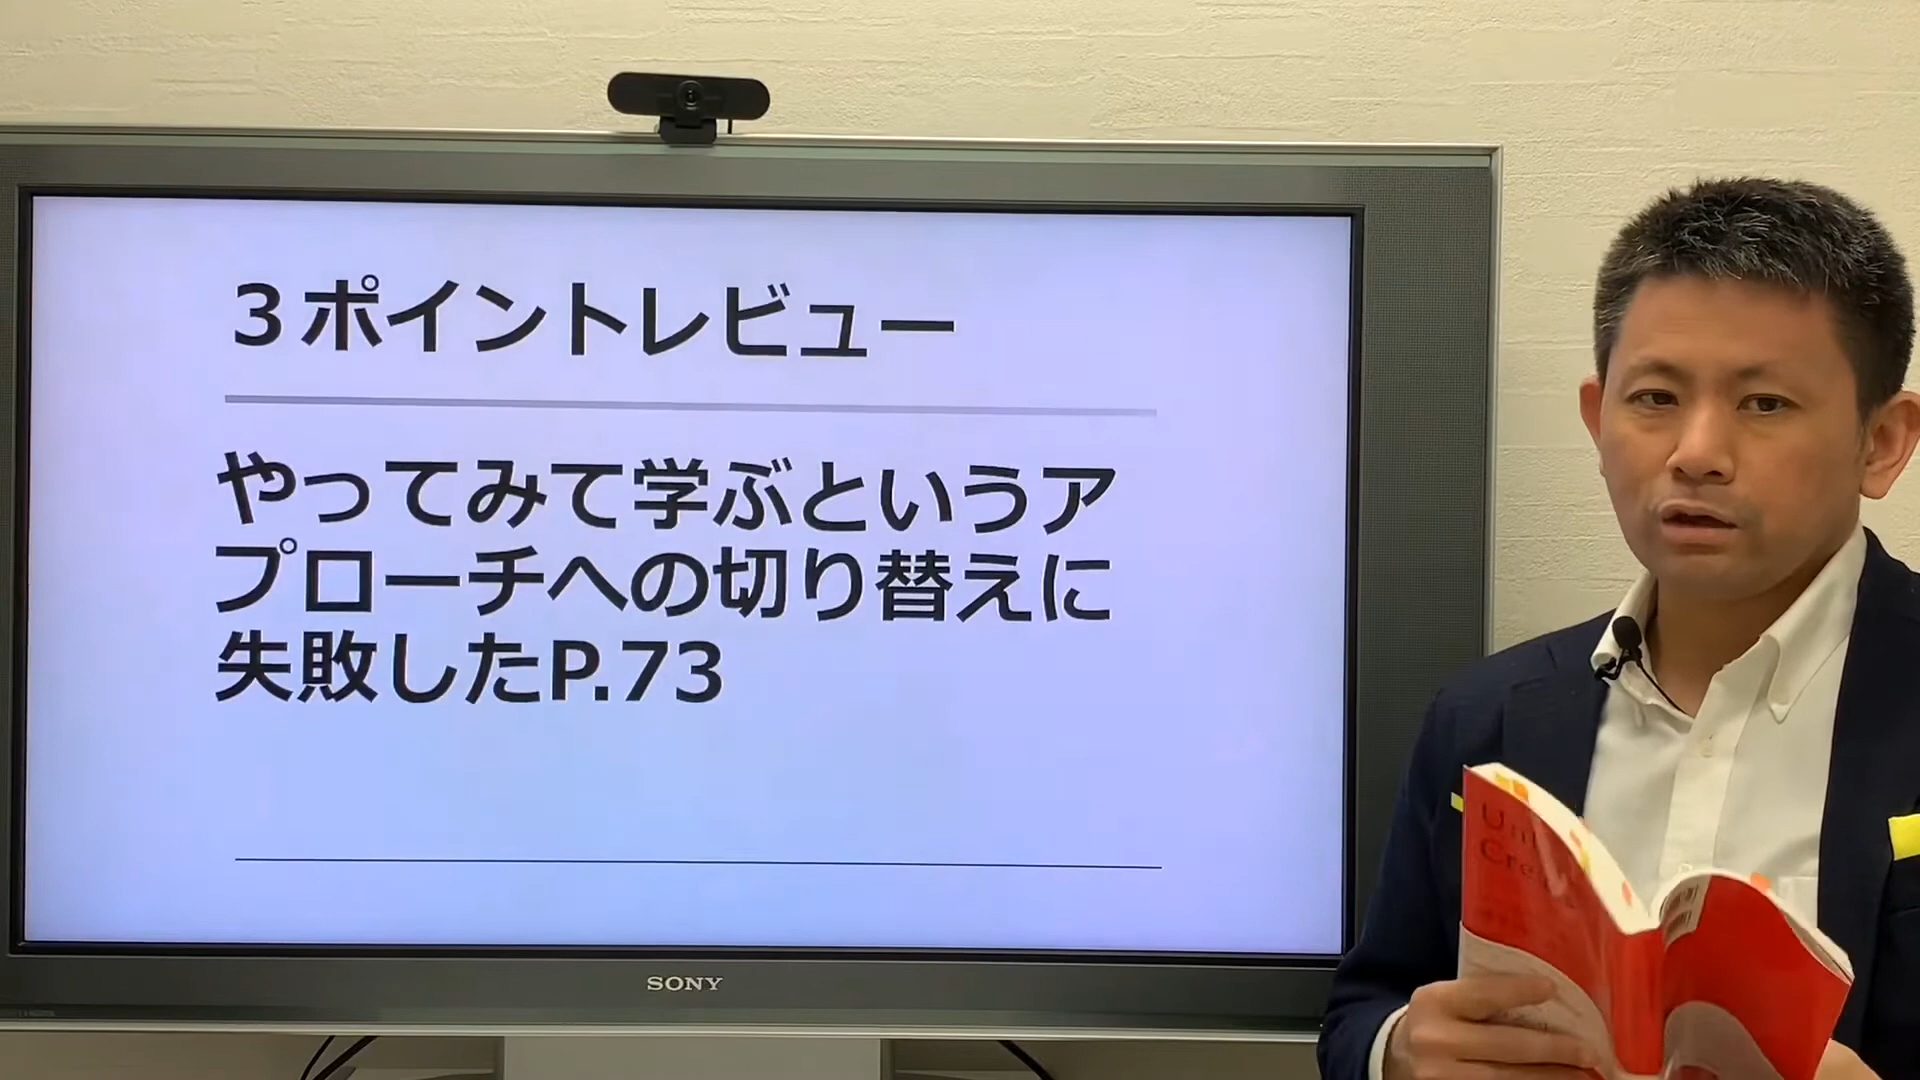 3ポイントレビュー
やってみて学ぶというア
プローチへの切り替えに
失敗したP.73
SONY